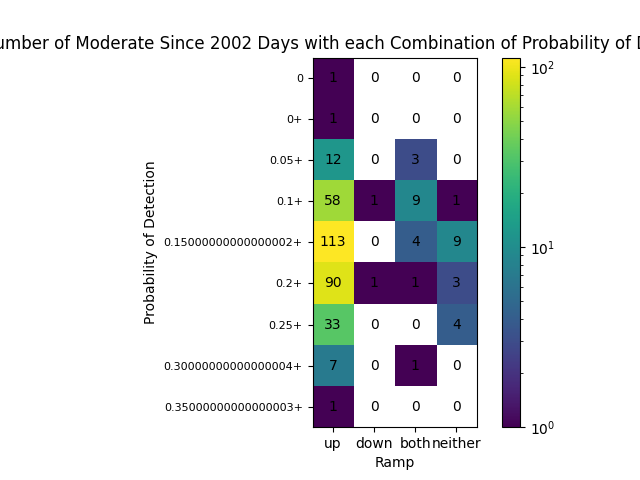 umber of Moderate Since 2002 Days with each Combination of Probability of D
0 1 0 0 0
0+ 1 0 0 0
0.05+ 12 0 3 0
0.1+ 58 1 9 1
0.15000000000000002+ 113 0 4 9
0.2+ 90 1 1 3
0.25+ 33 0 0 4
0.30000000000000004+ 7 0 1 0
0.35000000000000003+ 1 0 0 0
up down both neither
Ramp
Probability of Detection
10²
10¹
10⁰